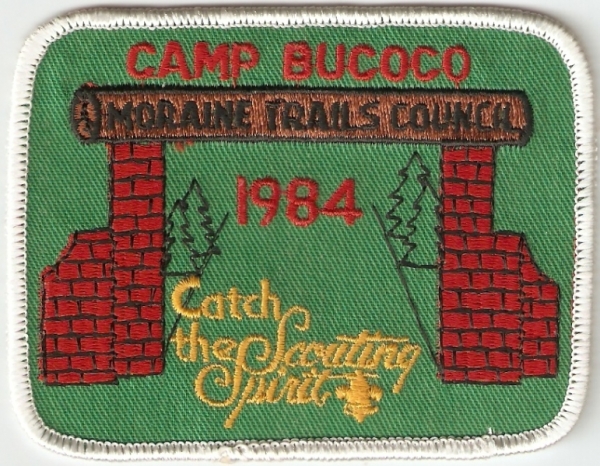 CAMP BUCOCO
MORAINE TRAILS COUNCIL
1984
Catch
the Scouting
Spirit